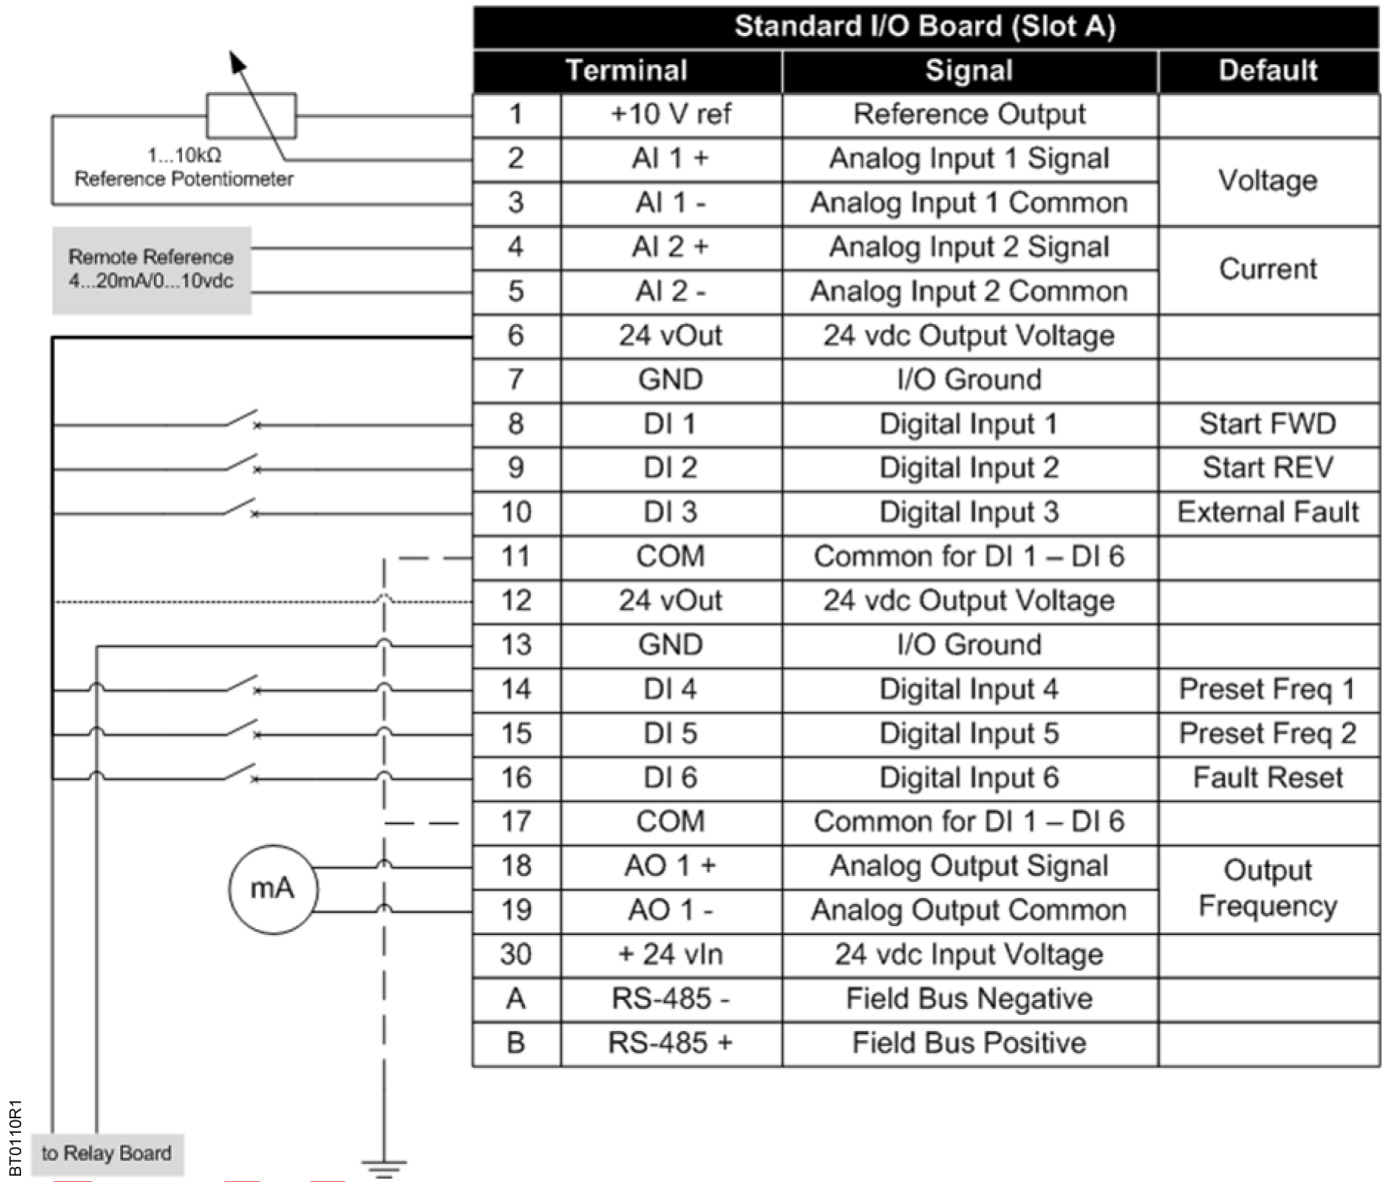 Standard I/O Board (Slot A)
Terminal Signal Default
1 +10 V ref Reference Output
2 AI 1 + Analog Input 1 Signal
Voltage
3 AI 1 - Analog Input 1 Common
4 AI 2 + Analog Input 2 Signal
Current
5 AI 2 - Analog Input 2 Common
6 24 vOut 24 vdc Output Voltage
7 GND I/O Ground
8 DI 1 Digital Input 1 Start FWD
9 DI 2 Digital Input 2 Start REV
10 DI 3 Digital Input 3 External Fault
11 COM Common for DI 1 – DI 6
12 24 vOut 24 vdc Output Voltage
13 GND I/O Ground
14 DI 4 Digital Input 4 Preset Freq 1
15 DI 5 Digital Input 5 Preset Freq 2
16 DI 6 Digital Input 6 Fault Reset
17 COM Common for DI 1 – DI 6
18 AO 1 + Analog Output Signal
Output
Frequency
19 AO 1 - Analog Output Common
30 + 24 vIn 24 vdc Input Voltage
A RS-485 - Field Bus Negative
B RS-485 + Field Bus Positive
1...10kΩ
Reference Potentiometer
Remote Reference
4...20mA/0...10vdc
mA
to Relay Board
BT0110R1